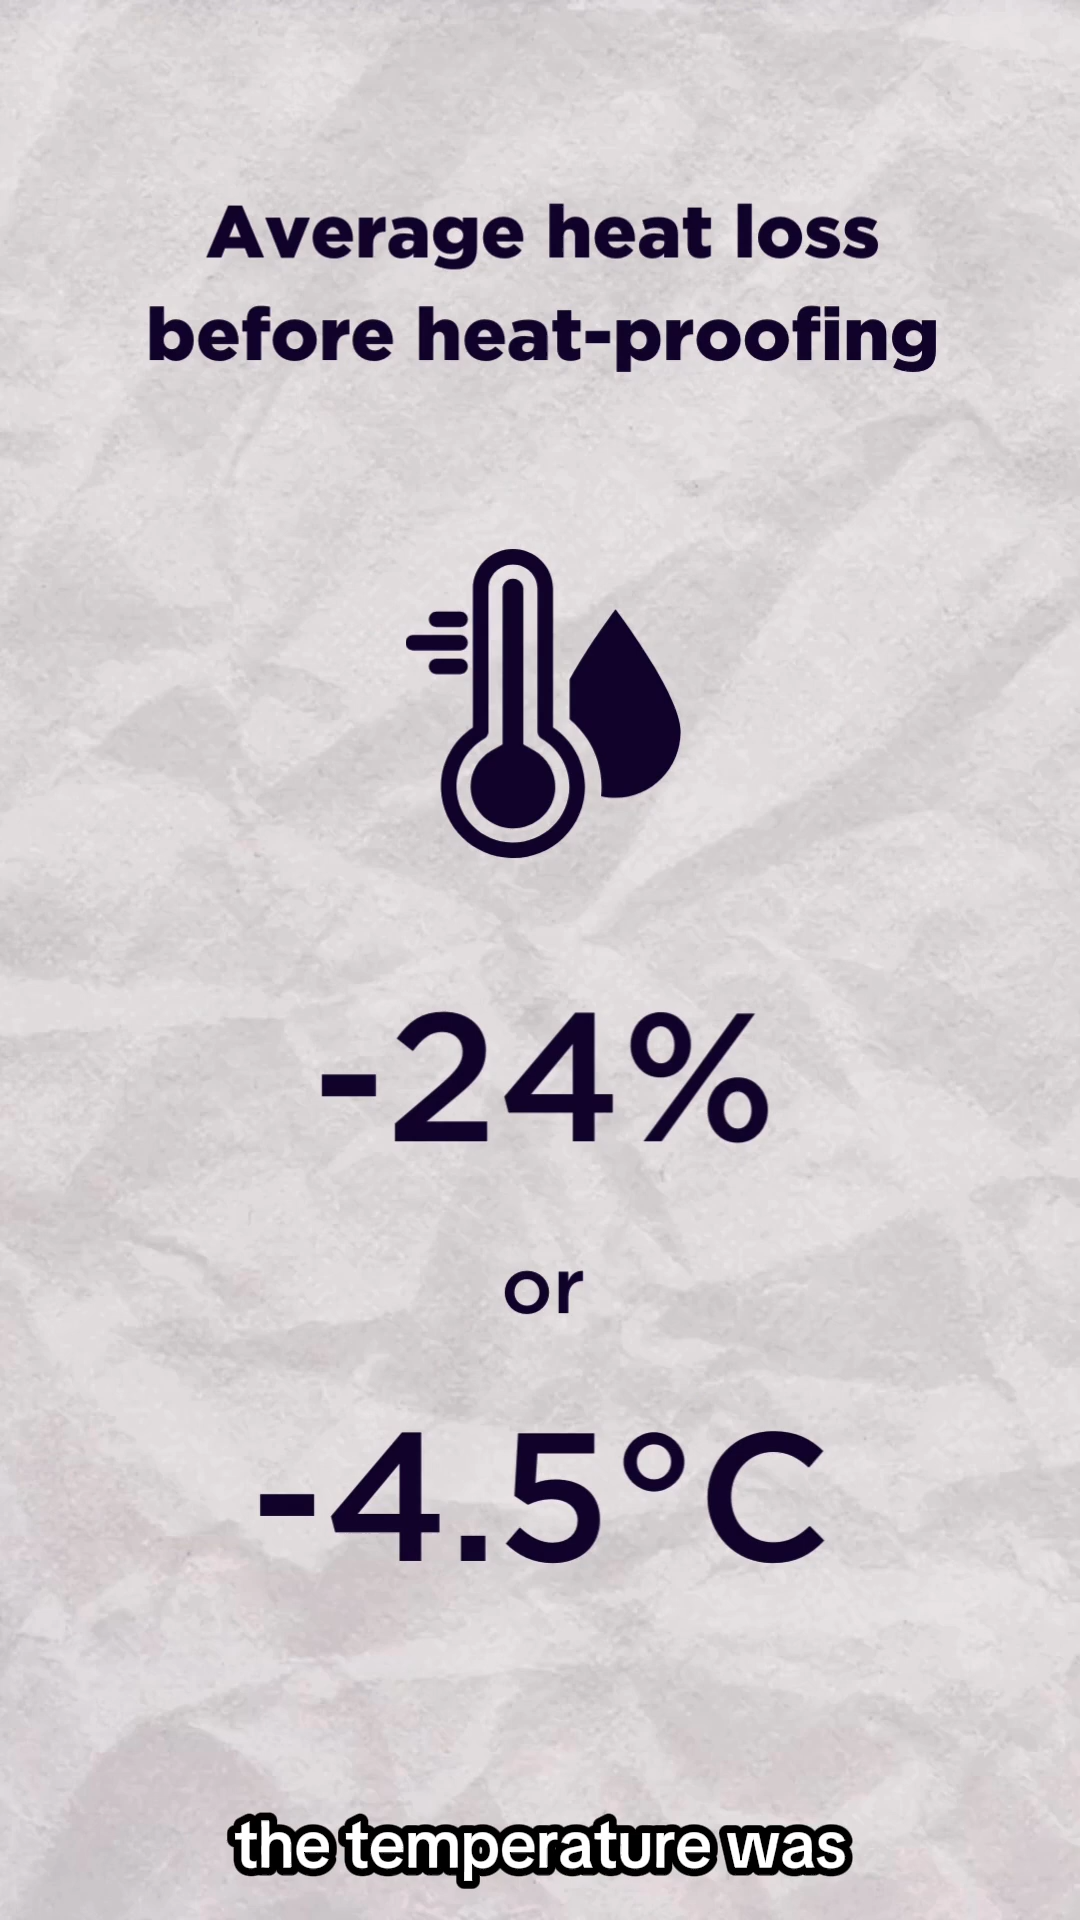 Average heat loss
before heat-proofing
-24%
or
-4.5°C
the temperature was